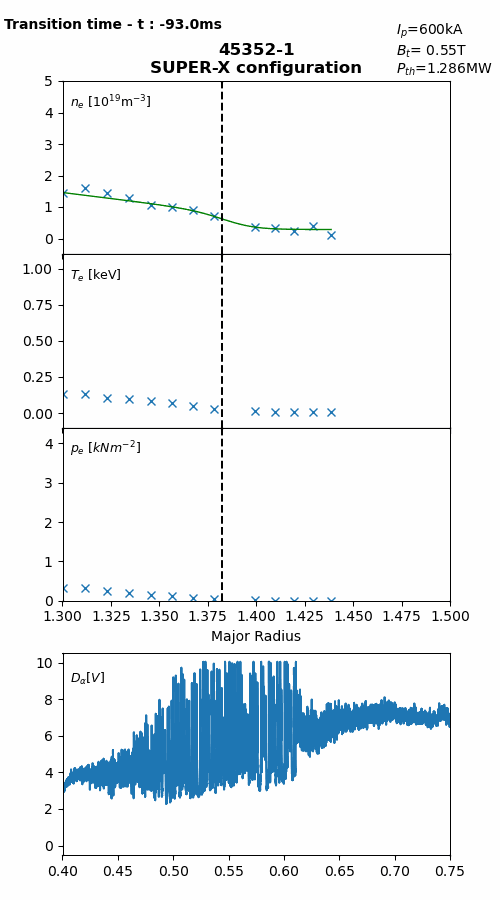 Transition time - t : -93.0ms
I_p=600kA
45352-1
B_t= 0.55T
SUPER-X configuration
P_th=1.286MW
5
n_e [10^19m^-3]
4
3
2
1
0
1.00
T_e [keV]
0.75
0.50
0.25
0.00
4
p_e [kNm^-2]
3
2
1
0
1.300 1.325 1.350 1.375 1.400 1.425 1.450 1.475 1.500
Major Radius
10
D_α[V]
8
6
4
2
0
0.40 0.45 0.50 0.55 0.60 0.65 0.70 0.75